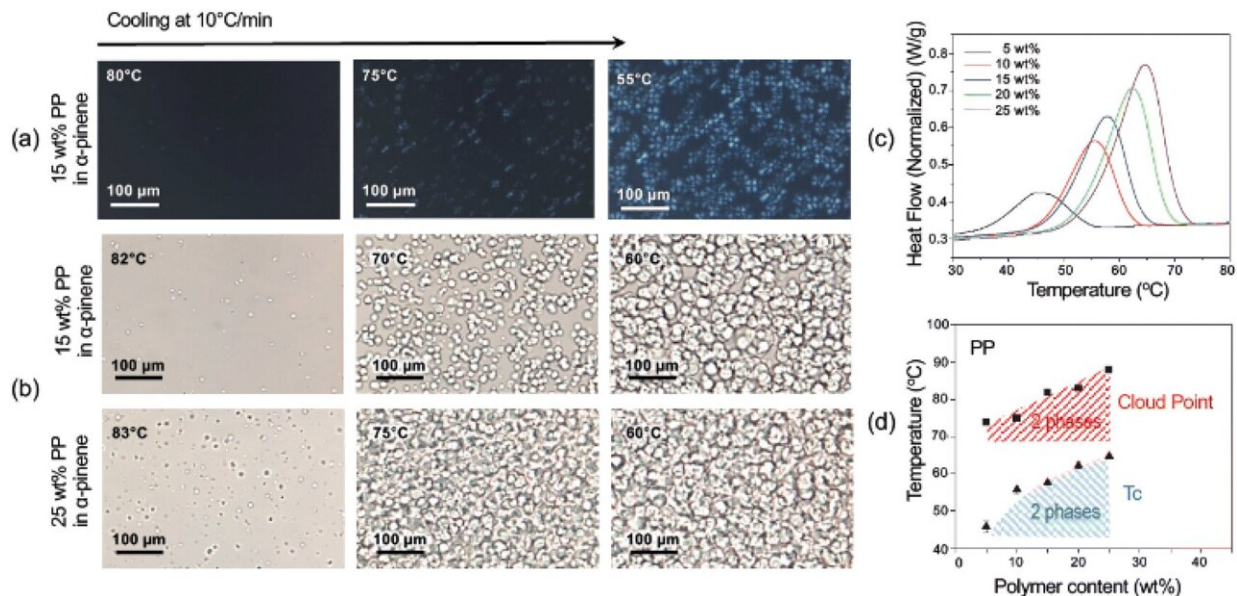 Cooling at 10°C/min
(a)
15 wt% PP
in α-pinene
80°C
100 µm
75°C
100 µm
55°C
100 µm
(b)
15 wt% PP
in α-pinene
82°C
100 µm
70°C
100 µm
60°C
100 µm
25 wt% PP
in α-pinene
83°C
100 µm
75°C
100 µm
60°C
100 µm
(c)
Heat Flow (Normalized) (W/g)
0.8
0.7
0.6
0.5
0.4
0.3
5 wt%
10 wt%
15 wt%
20 wt%
25 wt%
30 40 50 60 70 80
Temperature (°C)
(d)
Temperature (°C)
100
90
80
70
60
50
40
PP
2 phases
Cloud Point
2 phases
Tc
0 10 20 30 40
Polymer content (wt%)